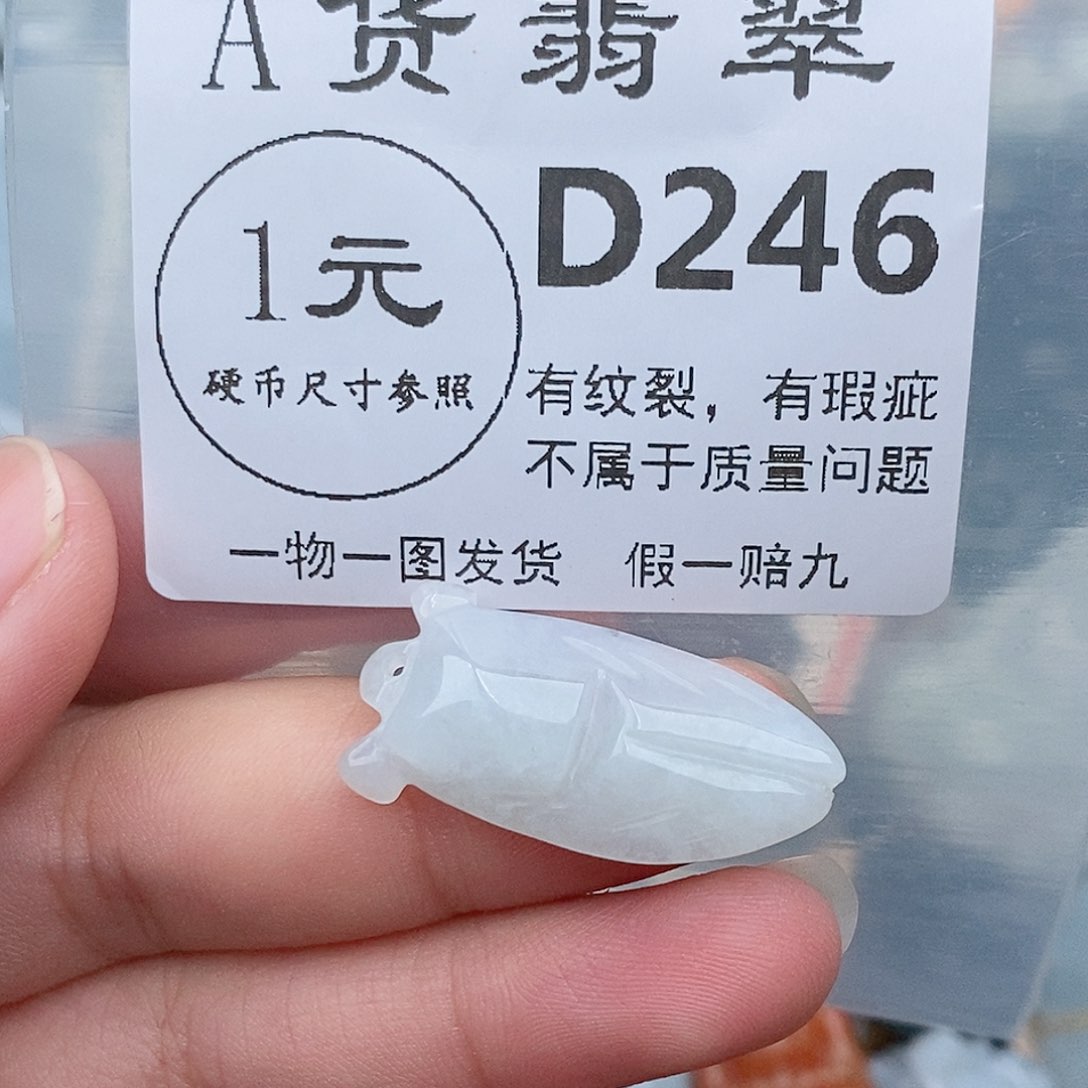 A货翡翠
1元
硬币尺寸参照
D246
有纹裂，有瑕疵
不属于质量问题
一物一图发货 假一赔九